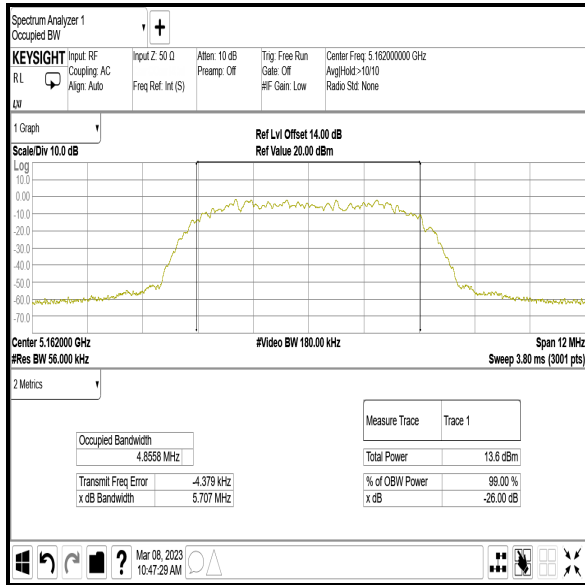 Spectrum Analyzer 1
Occupied BW
+
KEYSIGHT
RL
LXI
Input: RF
Coupling: AC
Align: Auto
Input Z: 50 Ω
Freq Ref: Int (S)
Atten: 10 dB
Preamp: Off
Trig: Free Run
Gate: Off
#IF Gain: Low
Center Freq: 5.162000000 GHz
Avg|Hold:>10/10
Radio Std: None
1 Graph
Scale/Div 10.0 dB
Ref Lvl Offset 14.00 dB
Ref Value 20.00 dBm
Log
10.0
0.00
-10.0
-20.0
-30.0
-40.0
-50.0
-60.0
-70.0
Center 5.162000 GHz
#Res BW 56.000 kHz
#Video BW 180.00 kHz
Span 12 MHz
Sweep 3.80 ms (3001 pts)
2 Metrics
Occupied Bandwidth
4.8558 MHz
Transmit Freq Error -4.379 kHz
x dB Bandwidth 5.707 MHz
Measure Trace Trace 1
Total Power 13.6 dBm
% of OBW Power 99.00 %
x dB -26.00 dB
?
Mar 08, 2023
10:47:29 AM